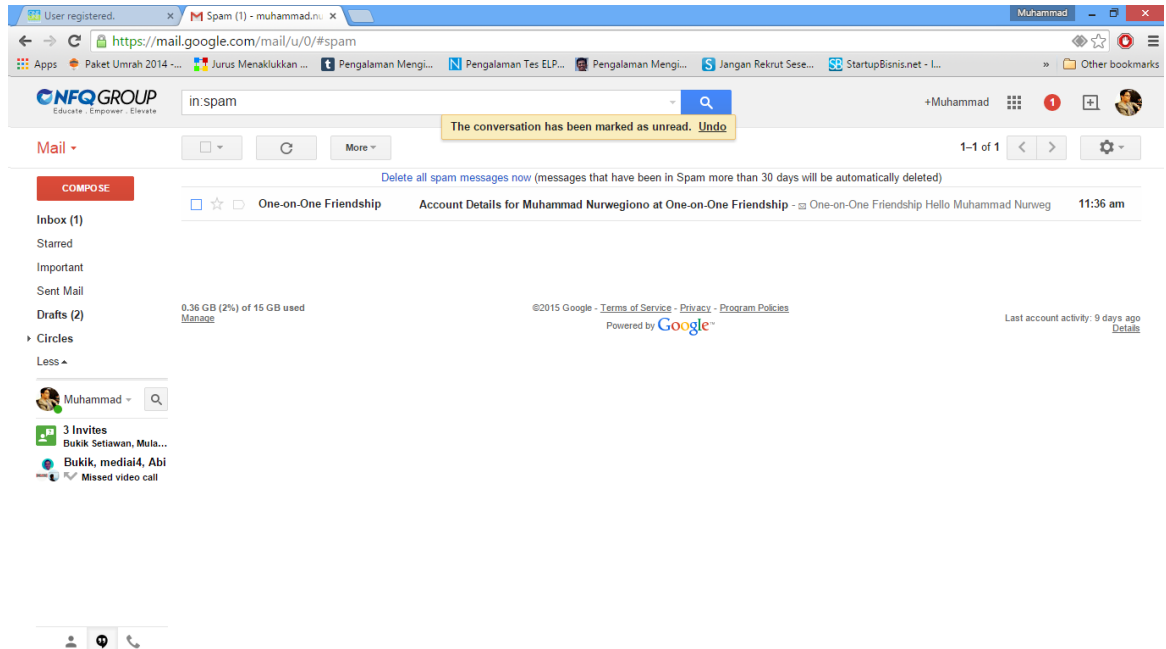 User registered.
Spam (1) - muhammad.nu
Muhammad
https://mail.google.com/mail/u/0/#spam
Apps
Paket Umrah 2014 -...
Jurus Menaklukkan ...
Pengalaman Mengi...
Pengalaman Tes ELP...
Pengalaman Mengi...
Jangan Rekrut Sese...
StartupBisnis.net - I...
»
Other bookmarks
NFQ GROUP
Educate . Empower . Elevate
in:spam
+Muhammad
1
The conversation has been marked as unread. Undo
Mail
More
1–1 of 1
Delete all spam messages now (messages that have been in Spam more than 30 days will be automatically deleted)
COMPOSE
One-on-One Friendship
Account Details for Muhammad Nurwegiono at One-on-One Friendship - One-on-One Friendship Hello Muhammad Nurweg
11:36 am
Inbox (1)
Starred
Important
Sent Mail
Drafts (2)
Circles
Less
0.36 GB (2%) of 15 GB used
Manage
©2015 Google - Terms of Service - Privacy - Program Policies
Powered by Google™
Last account activity: 9 days ago
Details
Muhammad
3 Invites
Bukik Setiawan, Mula...
Bukik, mediai4, Abi
Missed video call